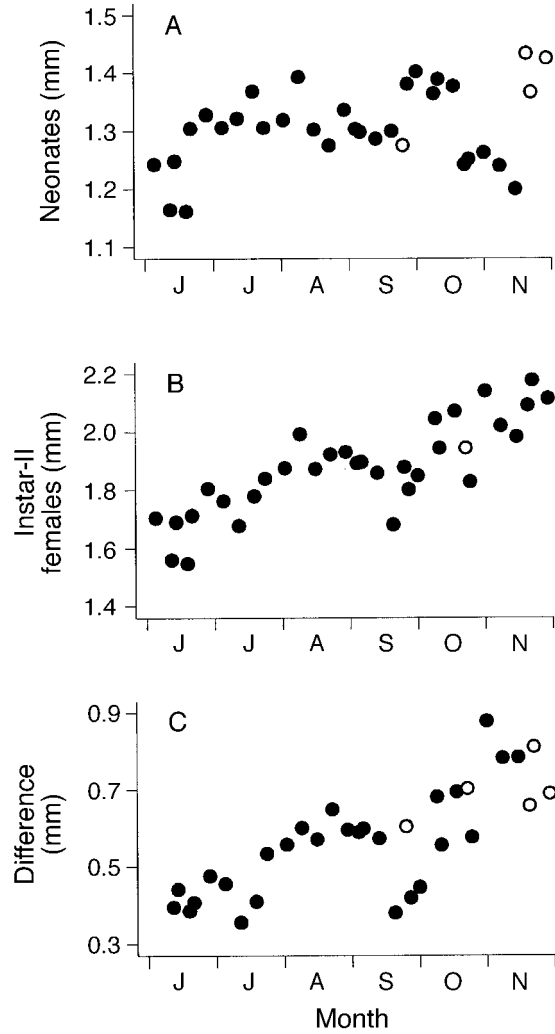 A
Neonates (mm)
1.5
1.4
1.3
1.2
1.1
J J A S O N
B
Instar-II
females (mm)
2.2
2.0
1.8
1.6
1.4
J J A S O N
C
Difference
(mm)
0.9
0.7
0.5
0.3
J J A S O N
Month